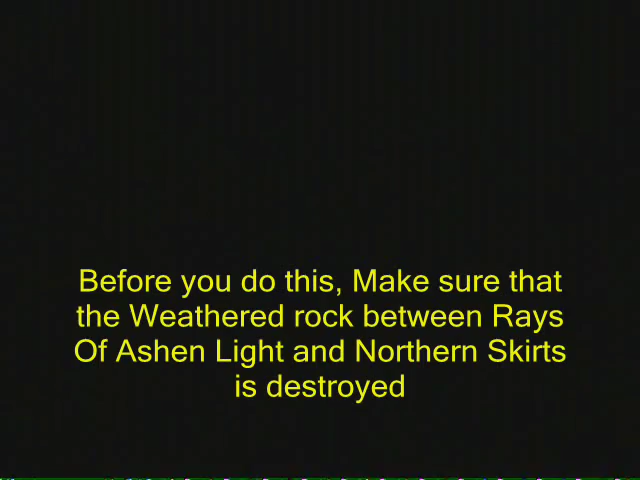 Before you do this, Make sure that
the Weathered rock between Rays
Of Ashen Light and Northern Skirts
is destroyed